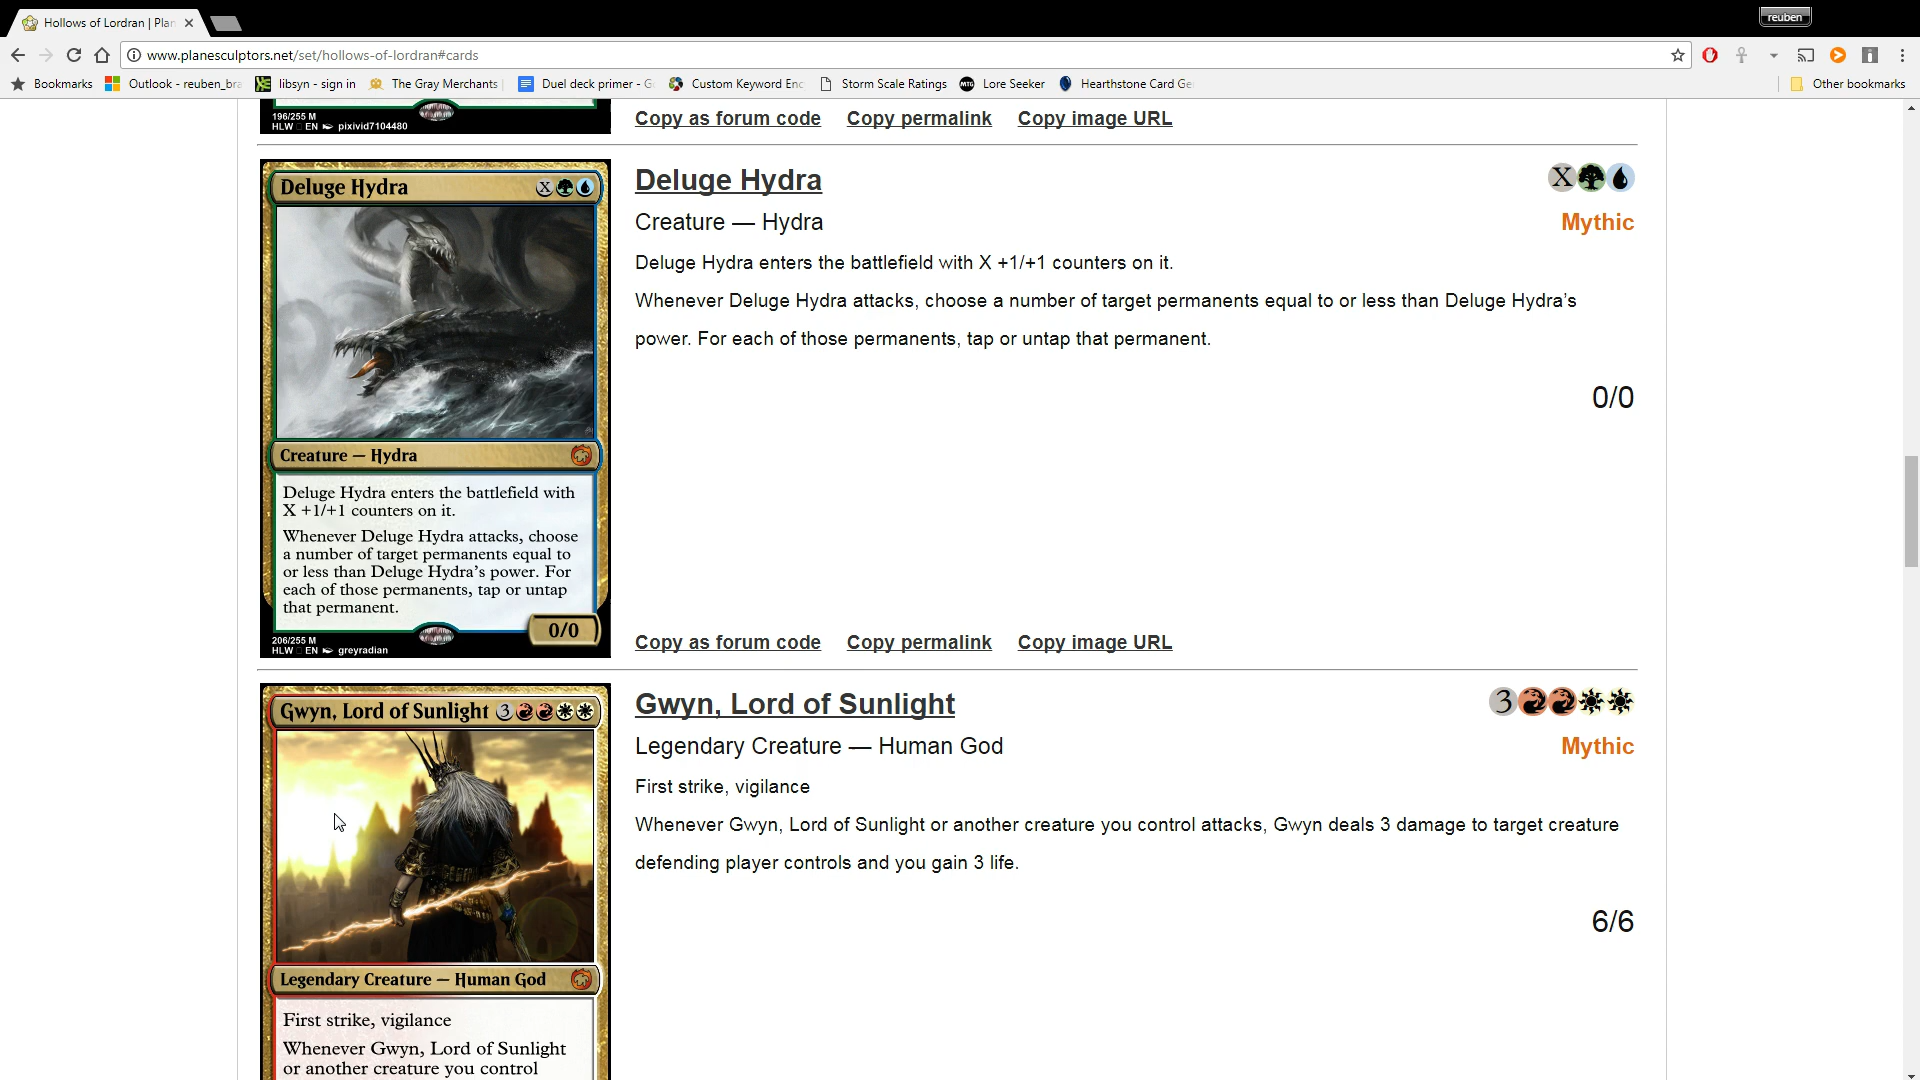 Hollows of Lordran | Plan
reuben
www.planesculptors.net/set/hollows-of-lordran#cards
Bookmarks
Outlook - reuben_bra
libsyn - sign in
The Gray Merchants
Duel deck primer - G
Custom Keyword Enc
Storm Scale Ratings
Lore Seeker
Hearthstone Card Ge
Other bookmarks
196/255 M
HLW EN pixivid7104480
Copy as forum code
Copy permalink
Copy image URL
Deluge Hydra X
Creature — Hydra
Deluge Hydra enters the battlefield with
X +1/+1 counters on it.
Whenever Deluge Hydra attacks, choose
a number of target permanents equal to
or less than Deluge Hydra's power. For
each of those permanents, tap or untap
that permanent.
0/0
206/255 M
HLW EN greyradian
Deluge Hydra X
Creature — Hydra Mythic
Deluge Hydra enters the battlefield with X +1/+1 counters on it.
Whenever Deluge Hydra attacks, choose a number of target permanents equal to or less than Deluge Hydra's
power. For each of those permanents, tap or untap that permanent.
0/0
Copy as forum code
Copy permalink
Copy image URL
Gwyn, Lord of Sunlight 3
Legendary Creature — Human God
First strike, vigilance
Whenever Gwyn, Lord of Sunlight
or another creature you control
Gwyn, Lord of Sunlight 3
Legendary Creature — Human God Mythic
First strike, vigilance
Whenever Gwyn, Lord of Sunlight or another creature you control attacks, Gwyn deals 3 damage to target creature
defending player controls and you gain 3 life.
6/6